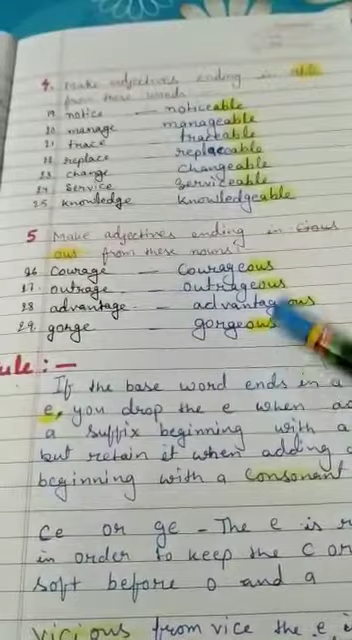 4. Make adjectives ending in able
from these words
19 notice — noticeable
20 manage manageable
21 trace traceable
22 replace replaceable
23 change changeable
24 Service Serviceable
25 knowledge knowledgeable
5 Make adjectives ending in
ous from these nouns
26 Courage — Courageous
27 outrage — outrageous
28 advantage — advantag ous
29. gorge — gorgeous
ule:-
If the base word ends in a
e, you drop the e when
a suffix beginning with a
but retain it when adding
beginning with a consonant
Ce or ge - The e is
in order to keep the C or
soft before o and a
vicious from vice the e